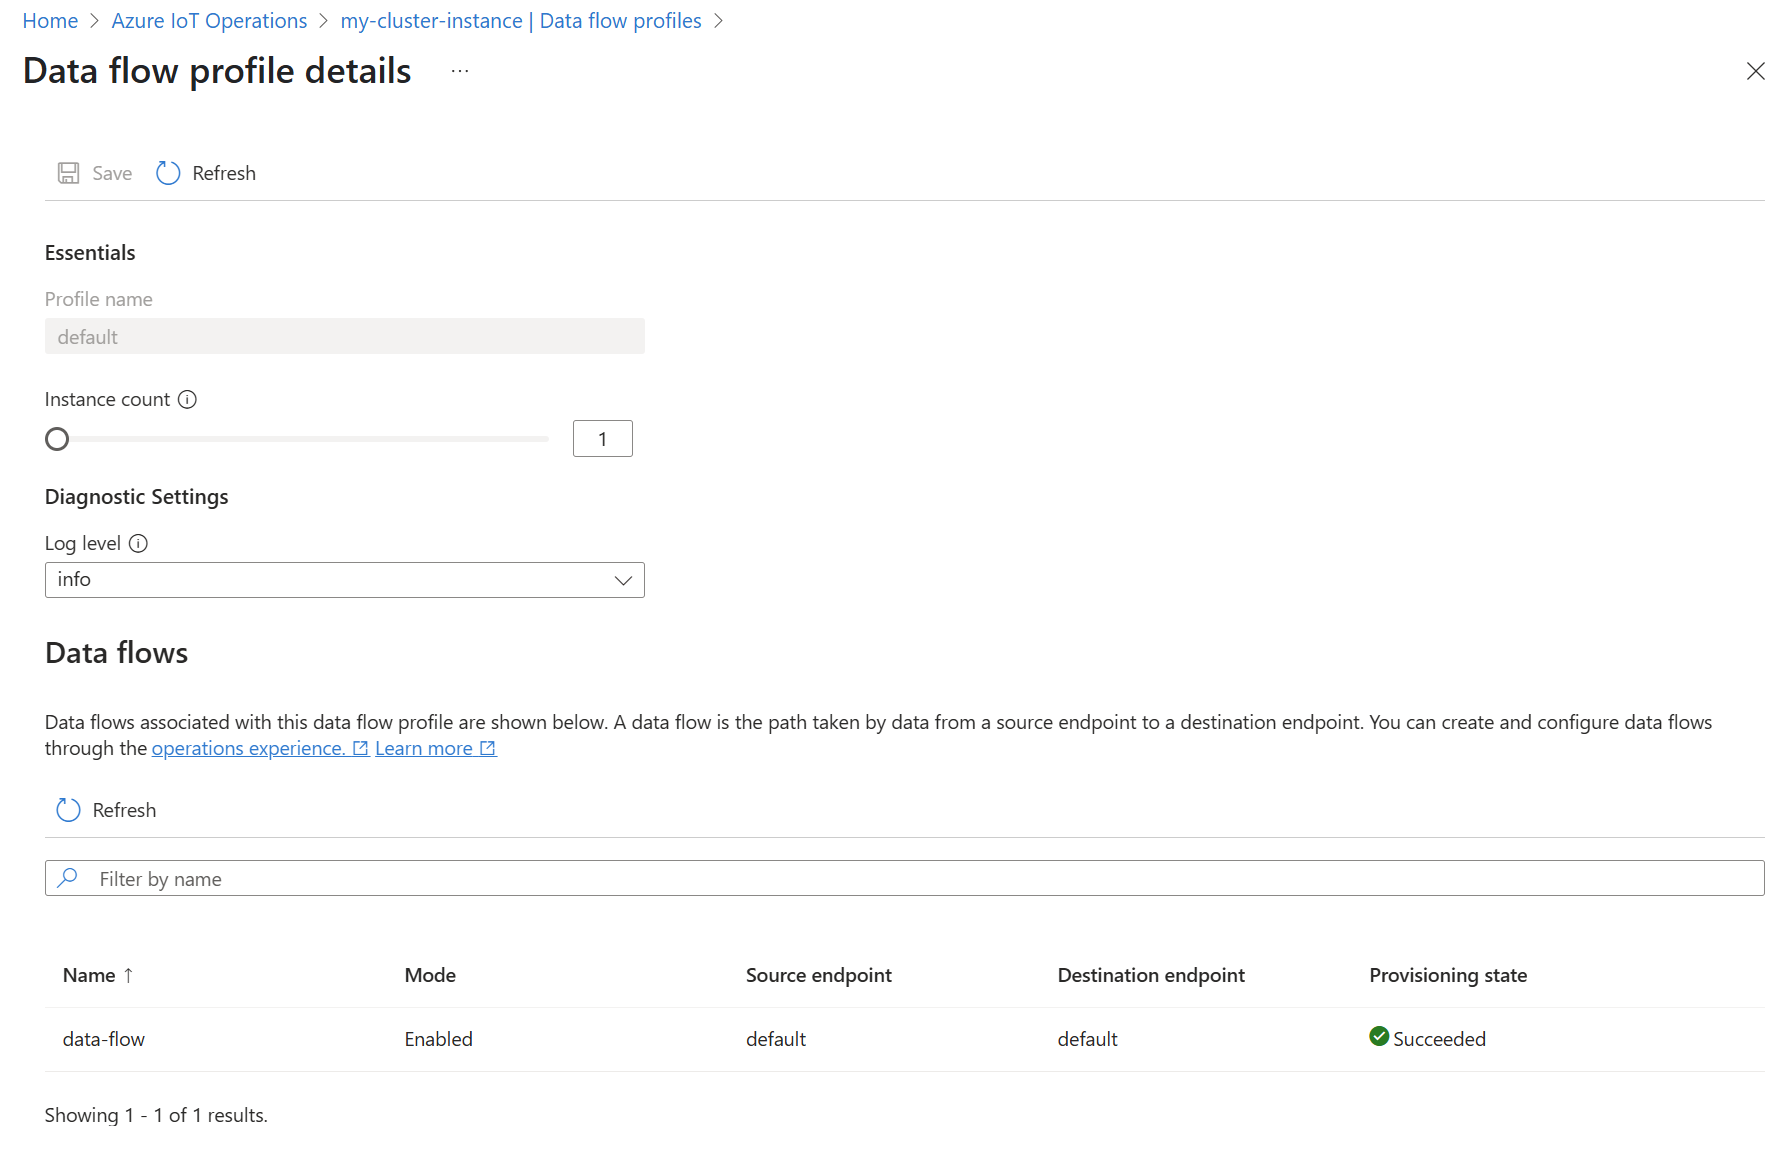 Home > Azure IoT Operations > my-cluster-instance | Data flow profiles >
Data flow profile details ...
Save Refresh
Essentials
Profile name
default
Instance count
1
Diagnostic Settings
Log level
info
Data flows
Data flows associated with this data flow profile are shown below. A data flow is the path taken by data from a source endpoint to a destination endpoint. You can create and configure data flows
through the operations experience. Learn more
Refresh
Filter by name
Name ↑ Mode Source endpoint Destination endpoint Provisioning state
data-flow Enabled default default Succeeded
Showing 1 - 1 of 1 results.